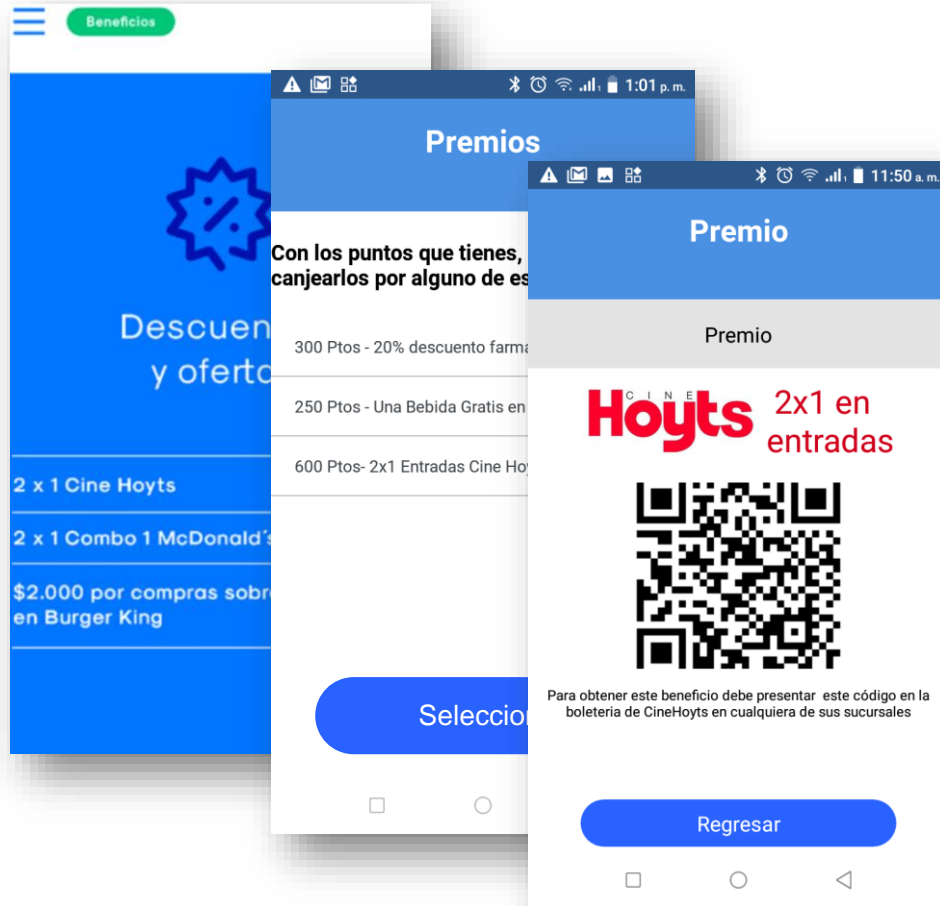 Beneficios
Descuen
y oferta
2 x 1 Cine Hoyts
2 x 1 Combo 1 McDonald´s
$2.000 por compras sobr
en Burger King
1:01 p. m.
Premios
Con los puntos que tienes,
canjearlos por alguno de es
300 Ptos - 20% descuento farma
250 Ptos - Una Bebida Gratis en
600 Ptos- 2x1 Entradas Cine Hoy
Seleccion
11:50 a. m.
Premio
Premio
CINE
Hoyts
2x1 en
entradas
Para obtener este beneficio debe presentar este código en la
boleteria de CineHoyts en cualquiera de sus sucursales
Regresar